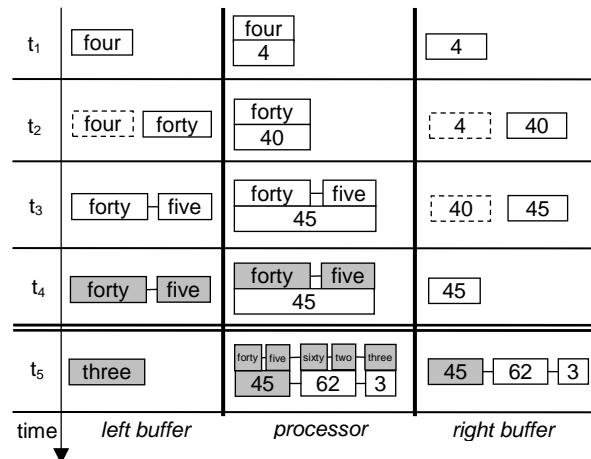 t1 four four 4 4
t2 four forty forty 40 4 40
t3 forty five forty five 45 40 45
t4 forty five forty five 45 45
t5 three forty five sixty two three 45 62 3 45 62 3
time left buffer processor right buffer